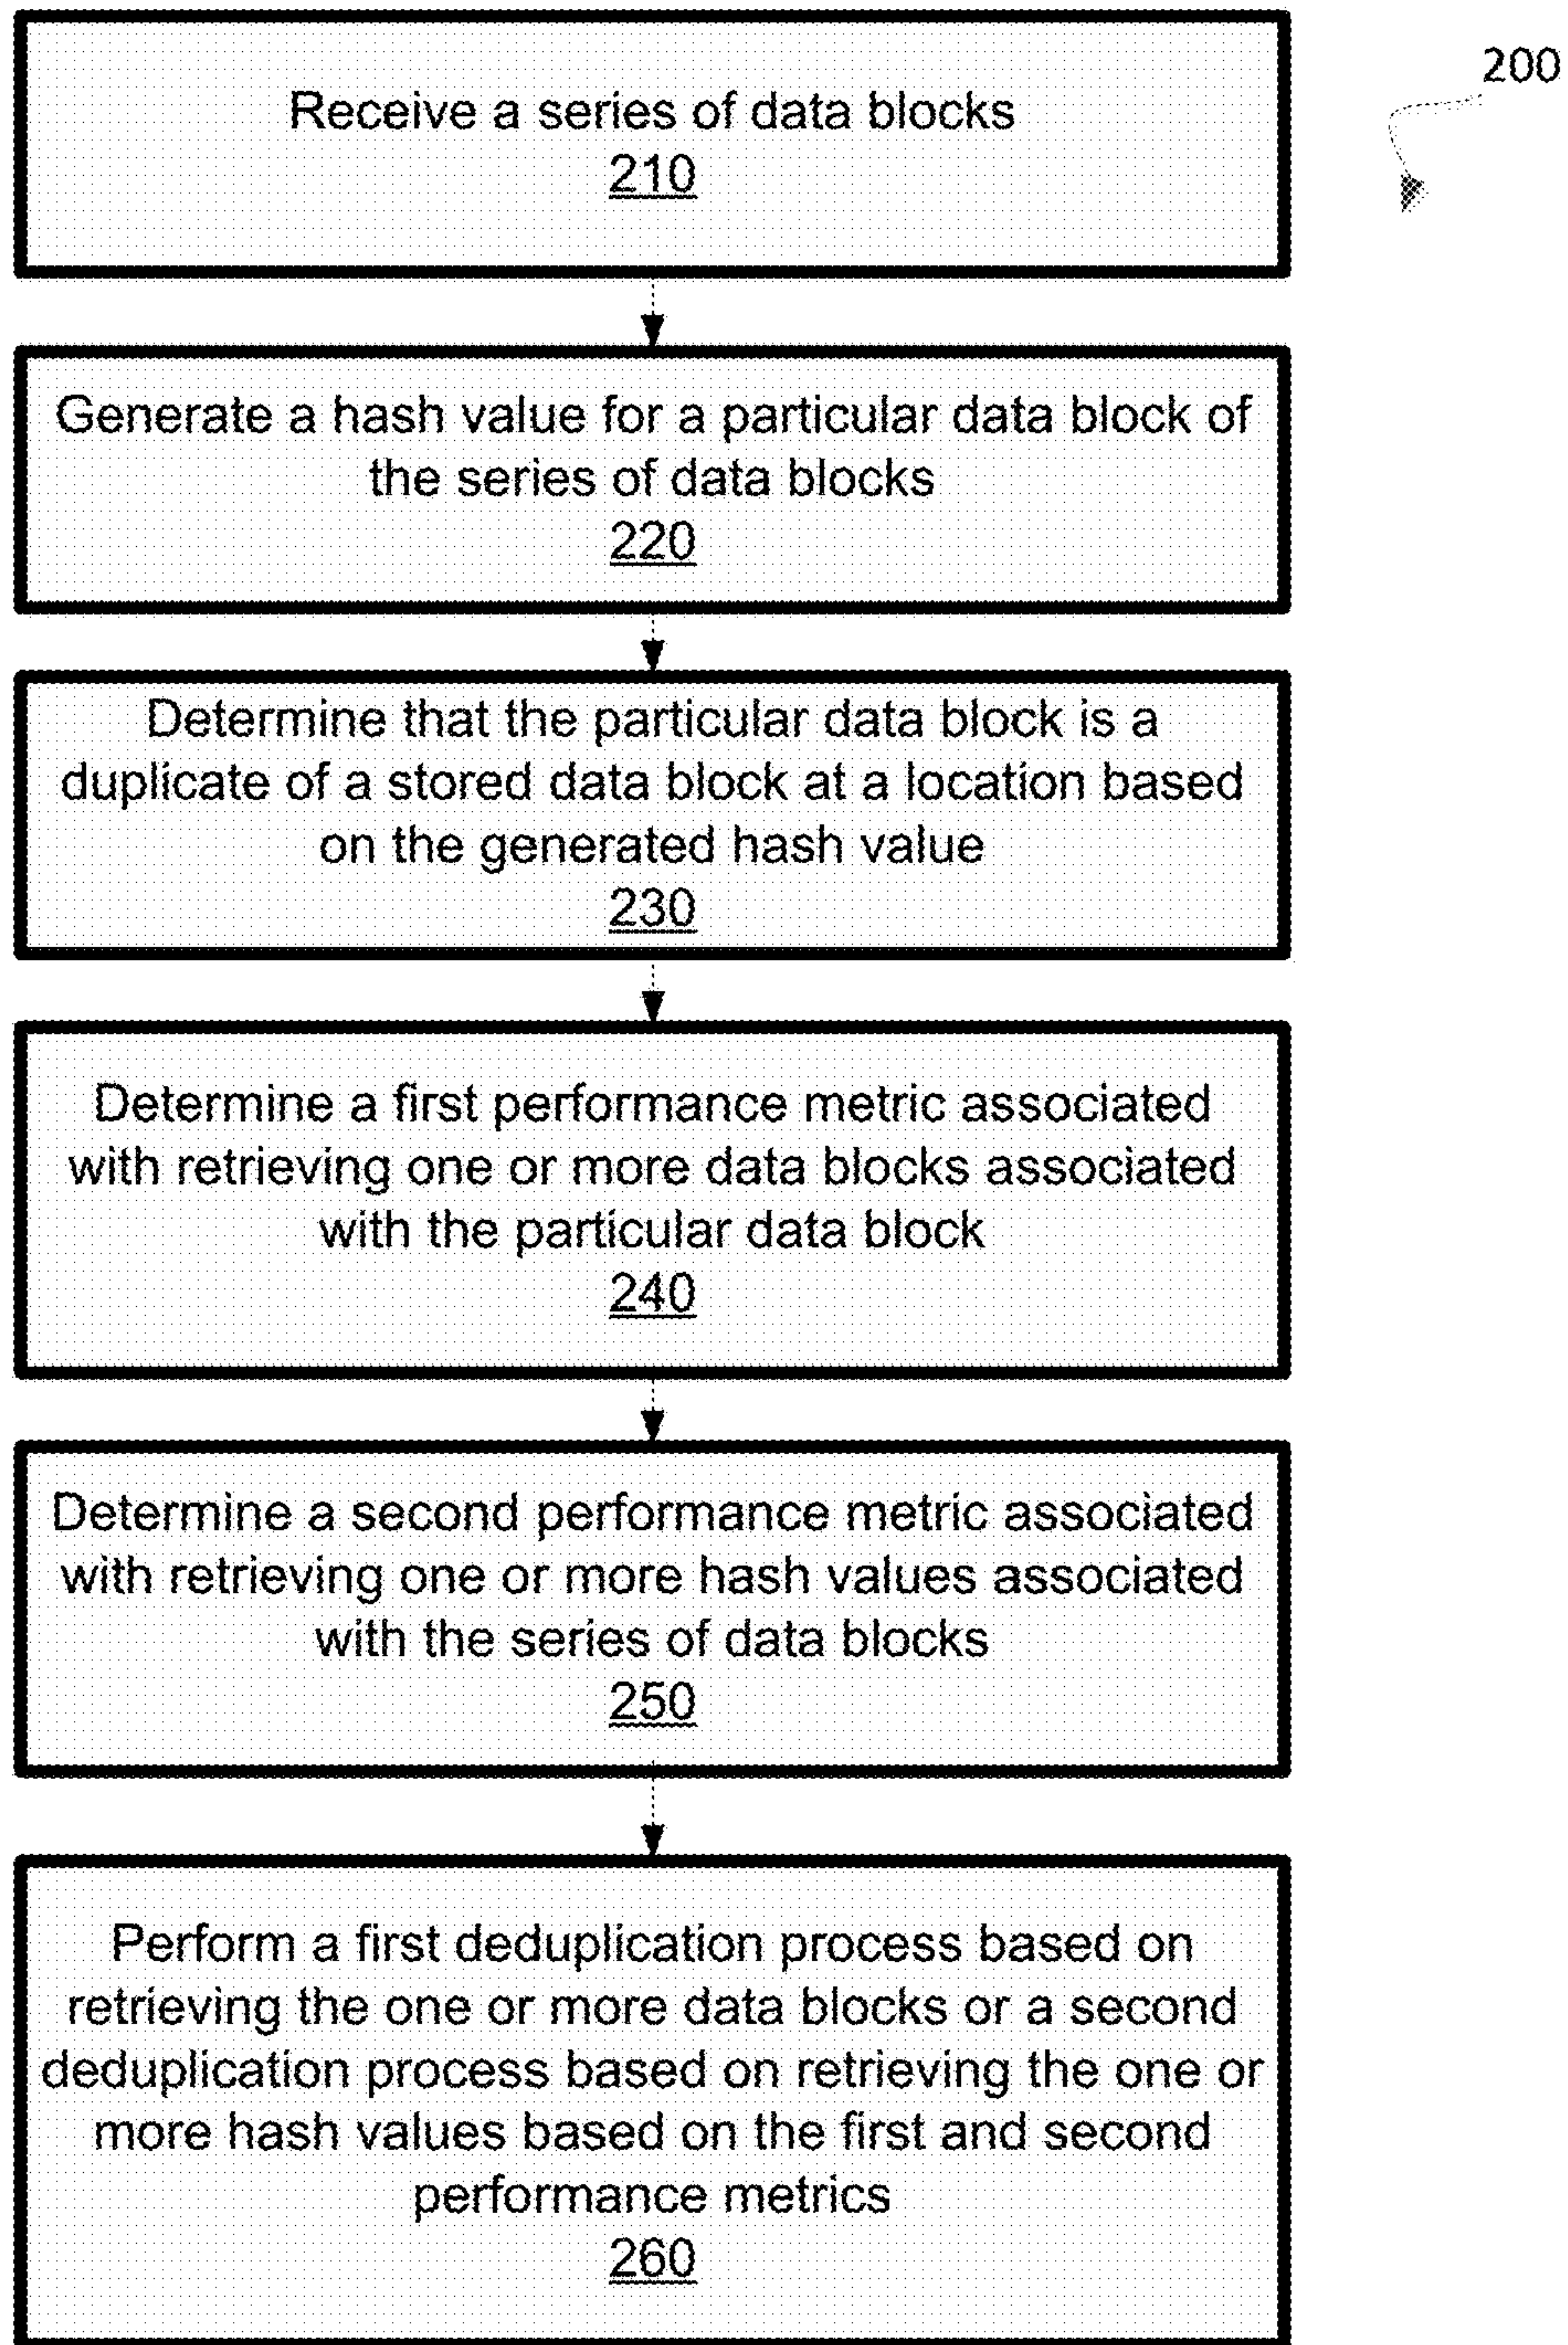 200
Receive a series of data blocks
210
Generate a hash value for a particular data block of
the series of data blocks
220
Determine that the particular data block is a
duplicate of a stored data block at a location based
on the generated hash value
230
Determine a first performance metric associated
with retrieving one or more data blocks associated
with the particular data block
240
Determine a second performance metric associated
with retrieving one or more hash values associated
with the series of data blocks
250
Perform a first deduplication process based on
retrieving the one or more data blocks or a second
deduplication process based on retrieving the one or
more hash values based on the first and second
performance metrics
260